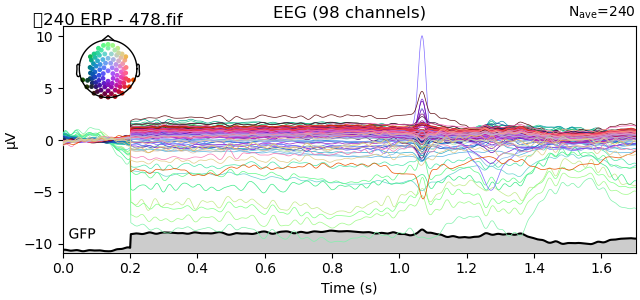 240 ERP - 478.fif
EEG (98 channels)
Nave=240
10
5
0
−5
−10
µV
GFP
0.0 0.2 0.4 0.6 0.8 1.0 1.2 1.4 1.6
Time (s)